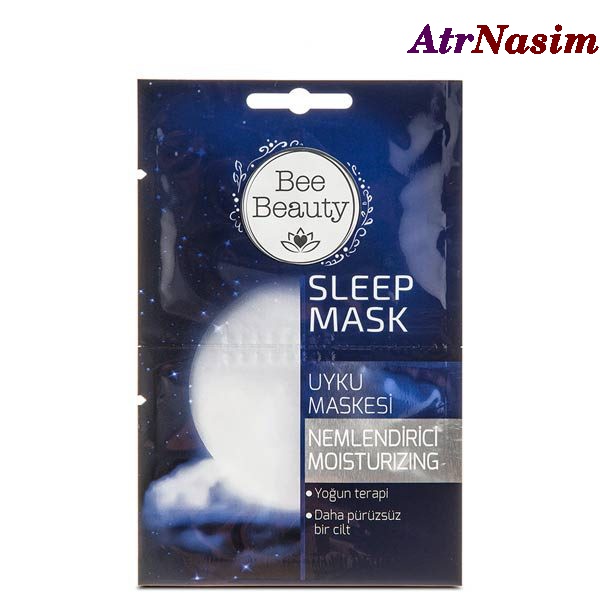 AtrNasim
Bee
Beauty
SLEEP
MASK
UYKU
MASKESİ
NEMLENDİRİCİ
MOISTURIZING
• Yoğun terapi
• Daha pürüzsüz
bir cilt